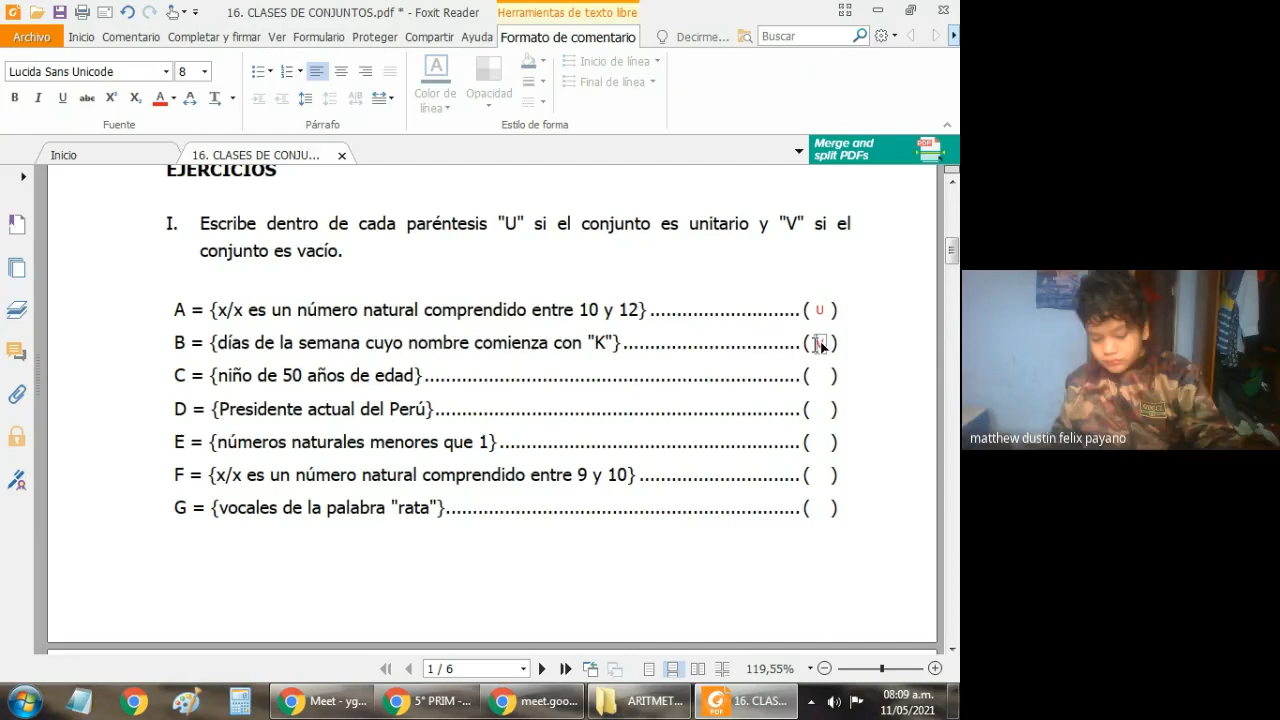 16. CLASES DE CONJUNTOS.pdf * - Foxit Reader
Herramientas de texto libre
Buscar
Archivo Inicio Comentario Completar y firmar Ver Formulario Proteger Compartir Ayuda Formato de comentario Decirme...
Lucida Sans Unicode 8
Color de línea
Opacidad
Inicio de línea
Final de línea
Fuente Párrafo Estilo de forma
Inicio
16. CLASES DE CONJU...
Merge and split PDFs
EJERCICIOS
I. Escribe dentro de cada paréntesis "U" si el conjunto es unitario y "V" si el
conjunto es vacío.
A = {x/x es un número natural comprendido entre 10 y 12}............................( U )
B = {días de la semana cuyo nombre comienza con "K"}.................................( V )
C = {niño de 50 años de edad}.......................................................................( )
D = {Presidente actual del Perú}.....................................................................( )
E = {números naturales menores que 1}.........................................................( )
F = {x/x es un número natural comprendido entre 9 y 10}..............................( )
G = {vocales de la palabra "rata"}...................................................................( )
matthew dustin felix payano
1 / 6
119,55%
Meet - yg...
5° PRIM -...
meet.goo...
ARITMET...
16. CLAS...
08:09 a.m.
11/05/2021